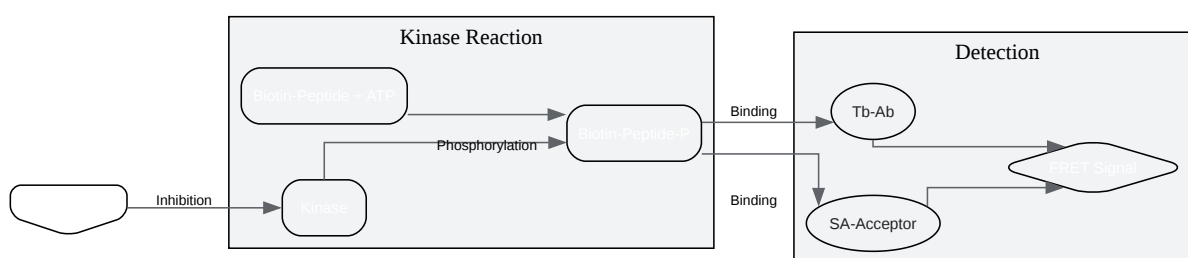 Kinase Reaction
Detection
Biotin-Peptide + ATP
Biotin-Peptide-P
Phosphorylation
Kinase
Inhibition
Binding
Binding
Tb-Ab
SA-Acceptor
FRET Signal